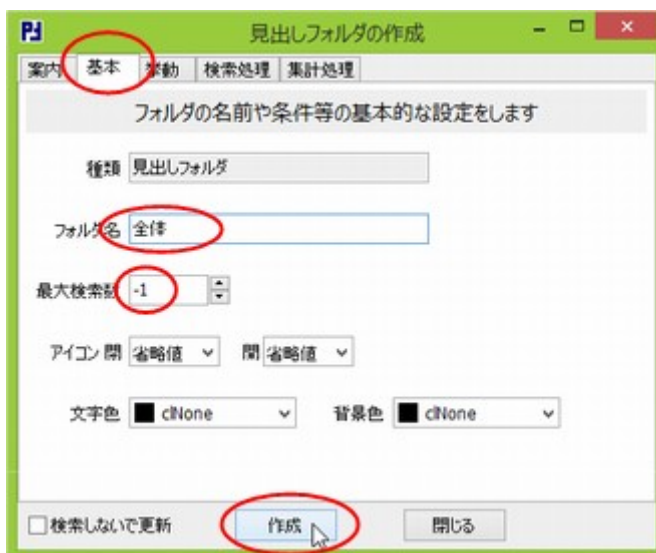 見出しフォルダの作成
案内 基本 挙動 検索処理 集計処理
フォルダの名前や条件等の基本的な設定をします
種類 見出しフォルダ
フォルダ名 全体
最大検索数 -1
アイコン 閉 省略値 開 省略値
文字色 clNone 背景色 clNone
検索しないで更新 作成 閉じる